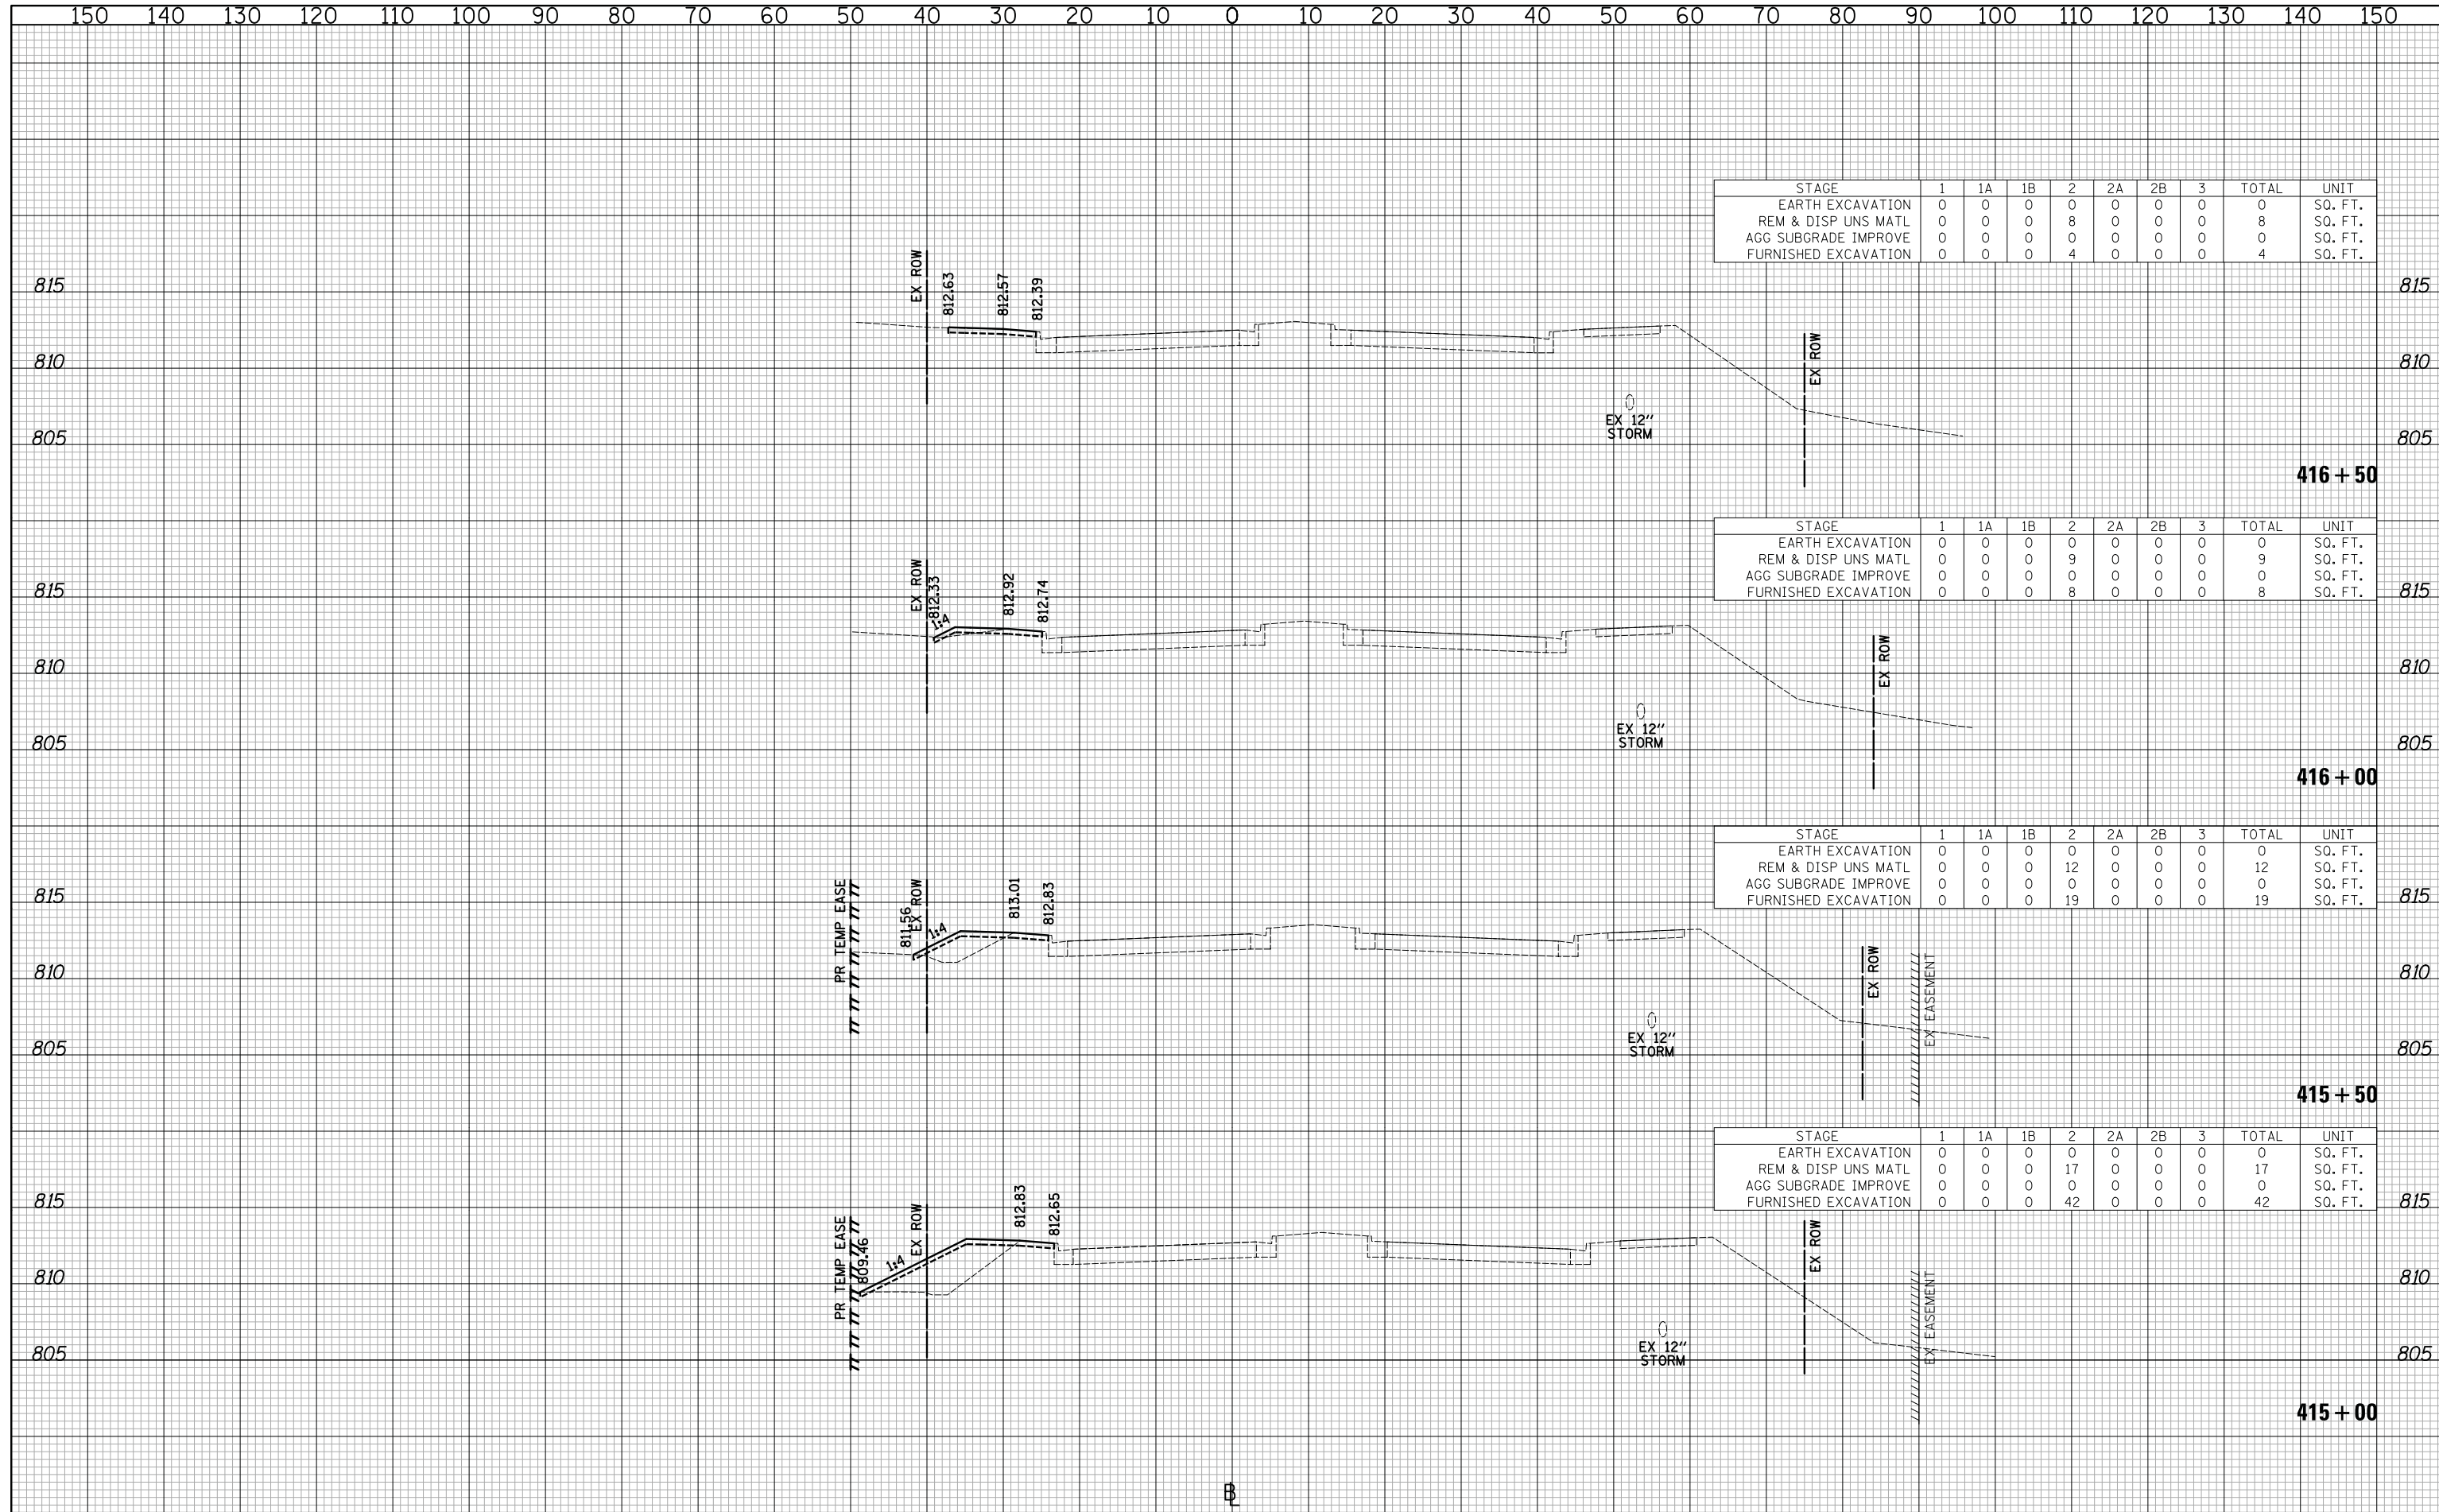 150 140 130 120 110 100 90 80 70 60 50 40 30 20 10 0 10 20 30 40 50 60 70 80 90 100 110 120 130 140 150
STAGE 1 1A 1B 2 2A 2B 3 TOTAL UNIT
EARTH EXCAVATION 0 0 0 0 0 0 0 0 SQ. FT.
REM & DISP UNS MATL 0 0 0 8 0 0 0 8 SQ. FT.
AGG SUBGRADE IMPROVE 0 0 0 0 0 0 0 0 SQ. FT.
FURNISHED EXCAVATION 0 0 0 4 0 0 0 4 SQ. FT.
815 815
EX ROW
812.63
812.57
812.39
810 810
EX ROW
EX 12"
STORM
805 805
416+50
STAGE 1 1A 1B 2 2A 2B 3 TOTAL UNIT
EARTH EXCAVATION 0 0 0 0 0 0 0 0 SQ. FT.
REM & DISP UNS MATL 0 0 0 9 0 0 0 9 SQ. FT.
AGG SUBGRADE IMPROVE 0 0 0 0 0 0 0 0 SQ. FT.
FURNISHED EXCAVATION 0 0 0 8 0 0 0 8 SQ. FT.
815 815
EX ROW
812.33
812.92
812.74
1:4
810 810
EX ROW
EX 12"
STORM
805 805
416+00
STAGE 1 1A 1B 2 2A 2B 3 TOTAL UNIT
EARTH EXCAVATION 0 0 0 0 0 0 0 0 SQ. FT.
REM & DISP UNS MATL 0 0 0 12 0 0 0 12 SQ. FT.
AGG SUBGRADE IMPROVE 0 0 0 0 0 0 0 0 SQ. FT.
FURNISHED EXCAVATION 0 0 0 19 0 0 0 19 SQ. FT.
815 815
PR TEMP EASE
811.56
EX ROW
1:4
813.01
812.83
810 810
EX ROW
EX EASEMENT
EX 12"
STORM
805 805
415+50
STAGE 1 1A 1B 2 2A 2B 3 TOTAL UNIT
EARTH EXCAVATION 0 0 0 0 0 0 0 0 SQ. FT.
REM & DISP UNS MATL 0 0 0 17 0 0 0 17 SQ. FT.
AGG SUBGRADE IMPROVE 0 0 0 0 0 0 0 0 SQ. FT.
FURNISHED EXCAVATION 0 0 0 42 0 0 0 42 SQ. FT.
815 815
PR TEMP EASE
809.46
1:4
EX ROW
812.83
812.65
810 810
EX ROW
EX EASEMENT
EX 12"
STORM
805 805
415+00
BL